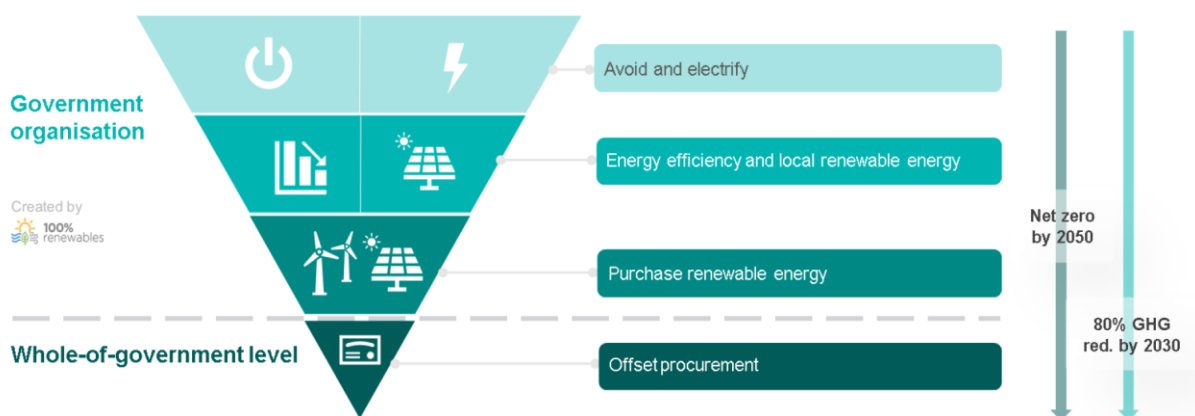 Government
organisation
Created by
100%
renewables
Whole-of-government level
Avoid and electrify
Energy efficiency and local renewable energy
Purchase renewable energy
Offset procurement
Net zero
by 2050
80% GHG
red. by 2030